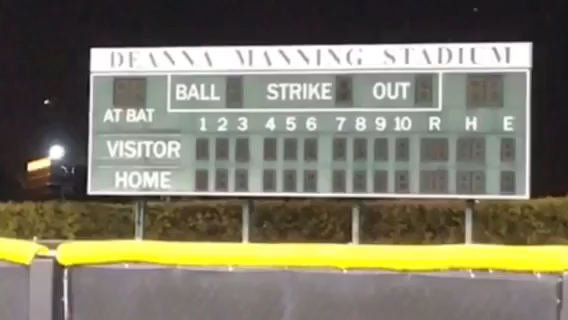 DEANNA MANNING STADIUM
BALL STRIKE OUT
AT BAT
1 2 3 4 5 6 7 8 9 10 R H E
VISITOR
HOME